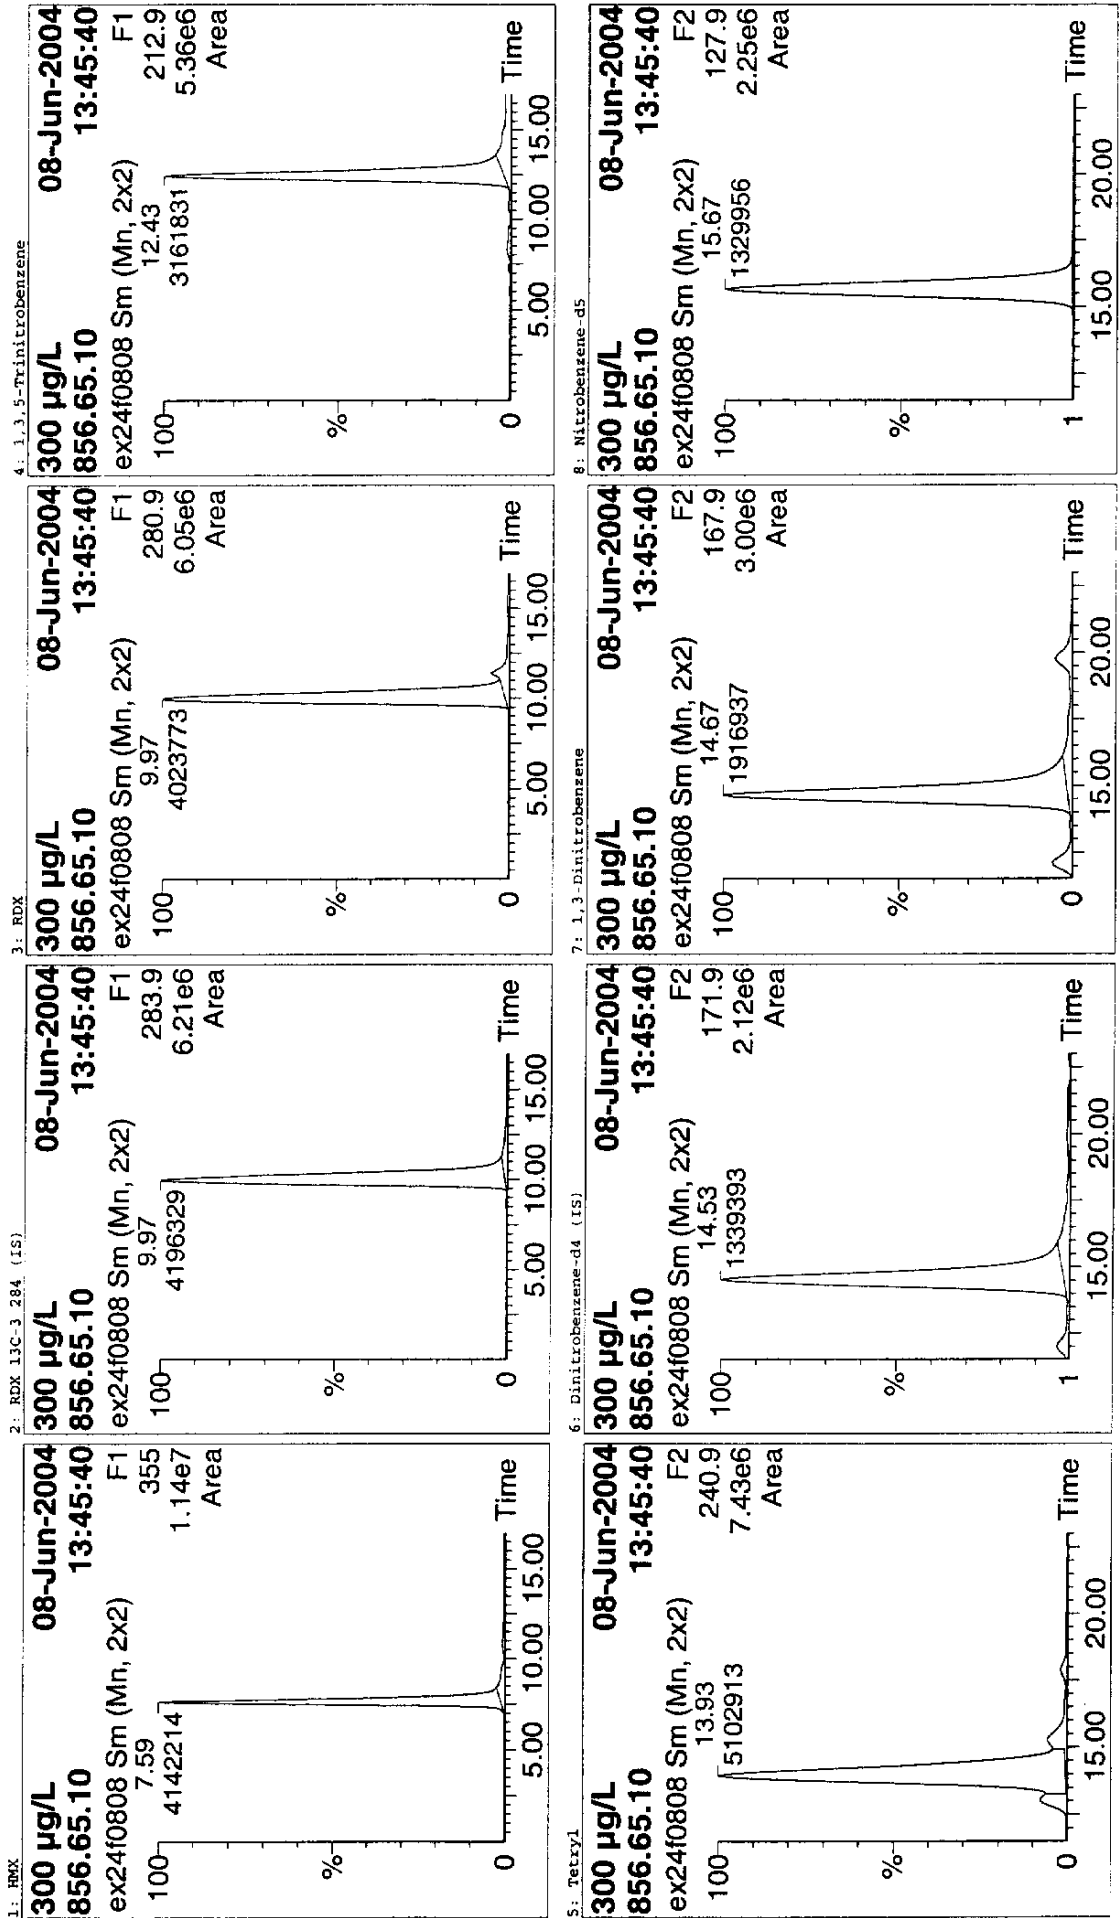 1: HMX
300 µg/L 08-Jun-2004
856.65.10 13:45:40
ex24f0808 Sm (Mn, 2x2) F1
7.59 355
4142214 1.14e7
Area
100
%
0
5.00 10.00 15.00 Time
2: RDX 13C-3 284 (IS)
300 µg/L 08-Jun-2004
856.65.10 13:45:40
ex24f0808 Sm (Mn, 2x2) F1
9.97 283.9
4196329 6.21e6
Area
100
%
0
5.00 10.00 15.00 Time
3: RDX
300 µg/L 08-Jun-2004
856.65.10 13:45:40
ex24f0808 Sm (Mn, 2x2) F1
9.97 280.9
4023773 6.05e6
Area
100
%
0
5.00 10.00 15.00 Time
4: 1,3,5-Trinitrobenzene
300 µg/L 08-Jun-2004
856.65.10 13:45:40
ex24f0808 Sm (Mn, 2x2) F1
12.43 212.9
3161831 5.36e6
Area
100
%
0
5.00 10.00 15.00 Time
5: Tetryl
300 µg/L 08-Jun-2004
856.65.10 13:45:40
ex24f0808 Sm (Mn, 2x2) F2
13.93 240.9
5102913 7.43e6
Area
100
%
0
15.00 20.00 Time
6: Dinitrobenzene-d4 (IS)
300 µg/L 08-Jun-2004
856.65.10 13:45:40
ex24f0808 Sm (Mn, 2x2) F2
14.53 171.9
1339393 2.12e6
Area
100
%
1
15.00 20.00 Time
7: 1,3-Dinitrobenzene
300 µg/L 08-Jun-2004
856.65.10 13:45:40
ex24f0808 Sm (Mn, 2x2) F2
14.67 167.9
1916937 3.00e6
Area
100
%
0
15.00 20.00 Time
8: Nitrobenzene-d5
300 µg/L 08-Jun-2004
856.65.10 13:45:40
ex24f0808 Sm (Mn, 2x2) F2
15.67 127.9
1329956 2.25e6
Area
100
%
1
15.00 20.00 Time